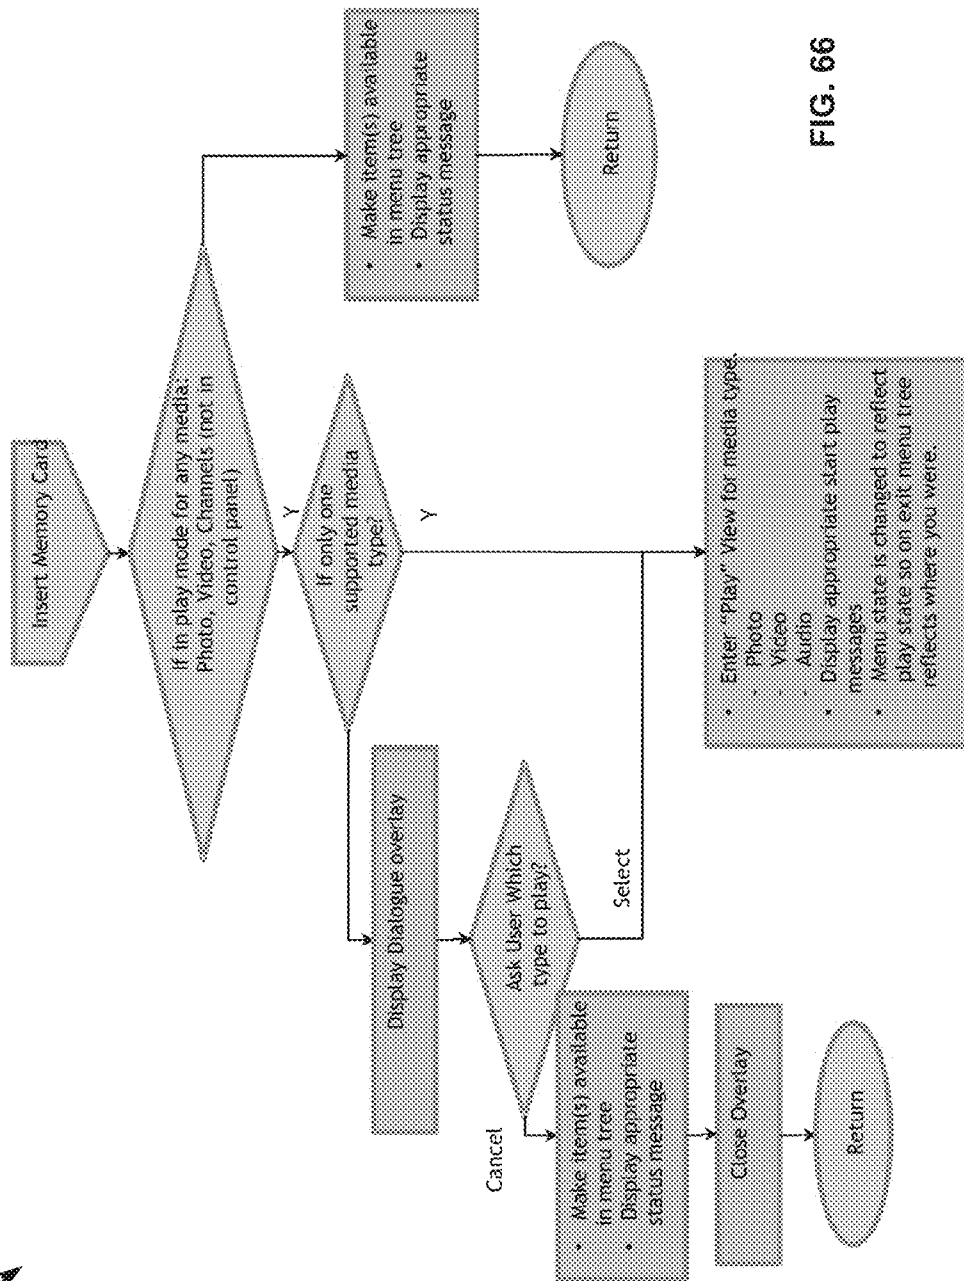 Insert Memory Card
If in play mode for any media:
Photo, Video, Channels (not in
control panel)
Y
If only one
supported media
type?
Y
Display Dialogue overlay
Ask User Which
type to play?
Select
Cancel
• Make item(s) available
in menu tree
• Display appropriate
status message
Close Overlay
Return
• Enter "Play" View for media type.
- Photo
- Video
- Audio
• Display appropriate start play
messages
• Menu state is changed to reflect
play state so on exit menu tree
reflects where you were.
• Make item(s) available
in menu tree
• Display appropriate
status message
Return
FIG. 66